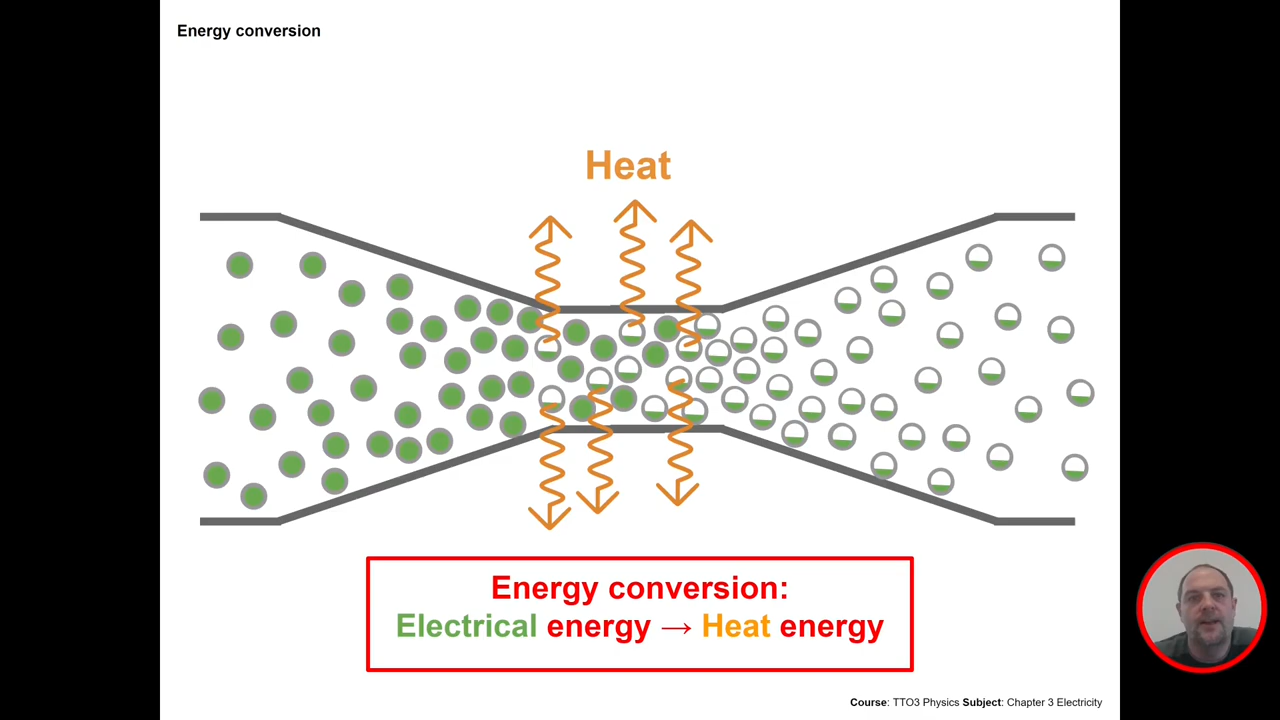 Energy conversion
Heat
Energy conversion:
Electrical energy → Heat energy
Course: TTO3 Physics Subject: Chapter 3 Electricity